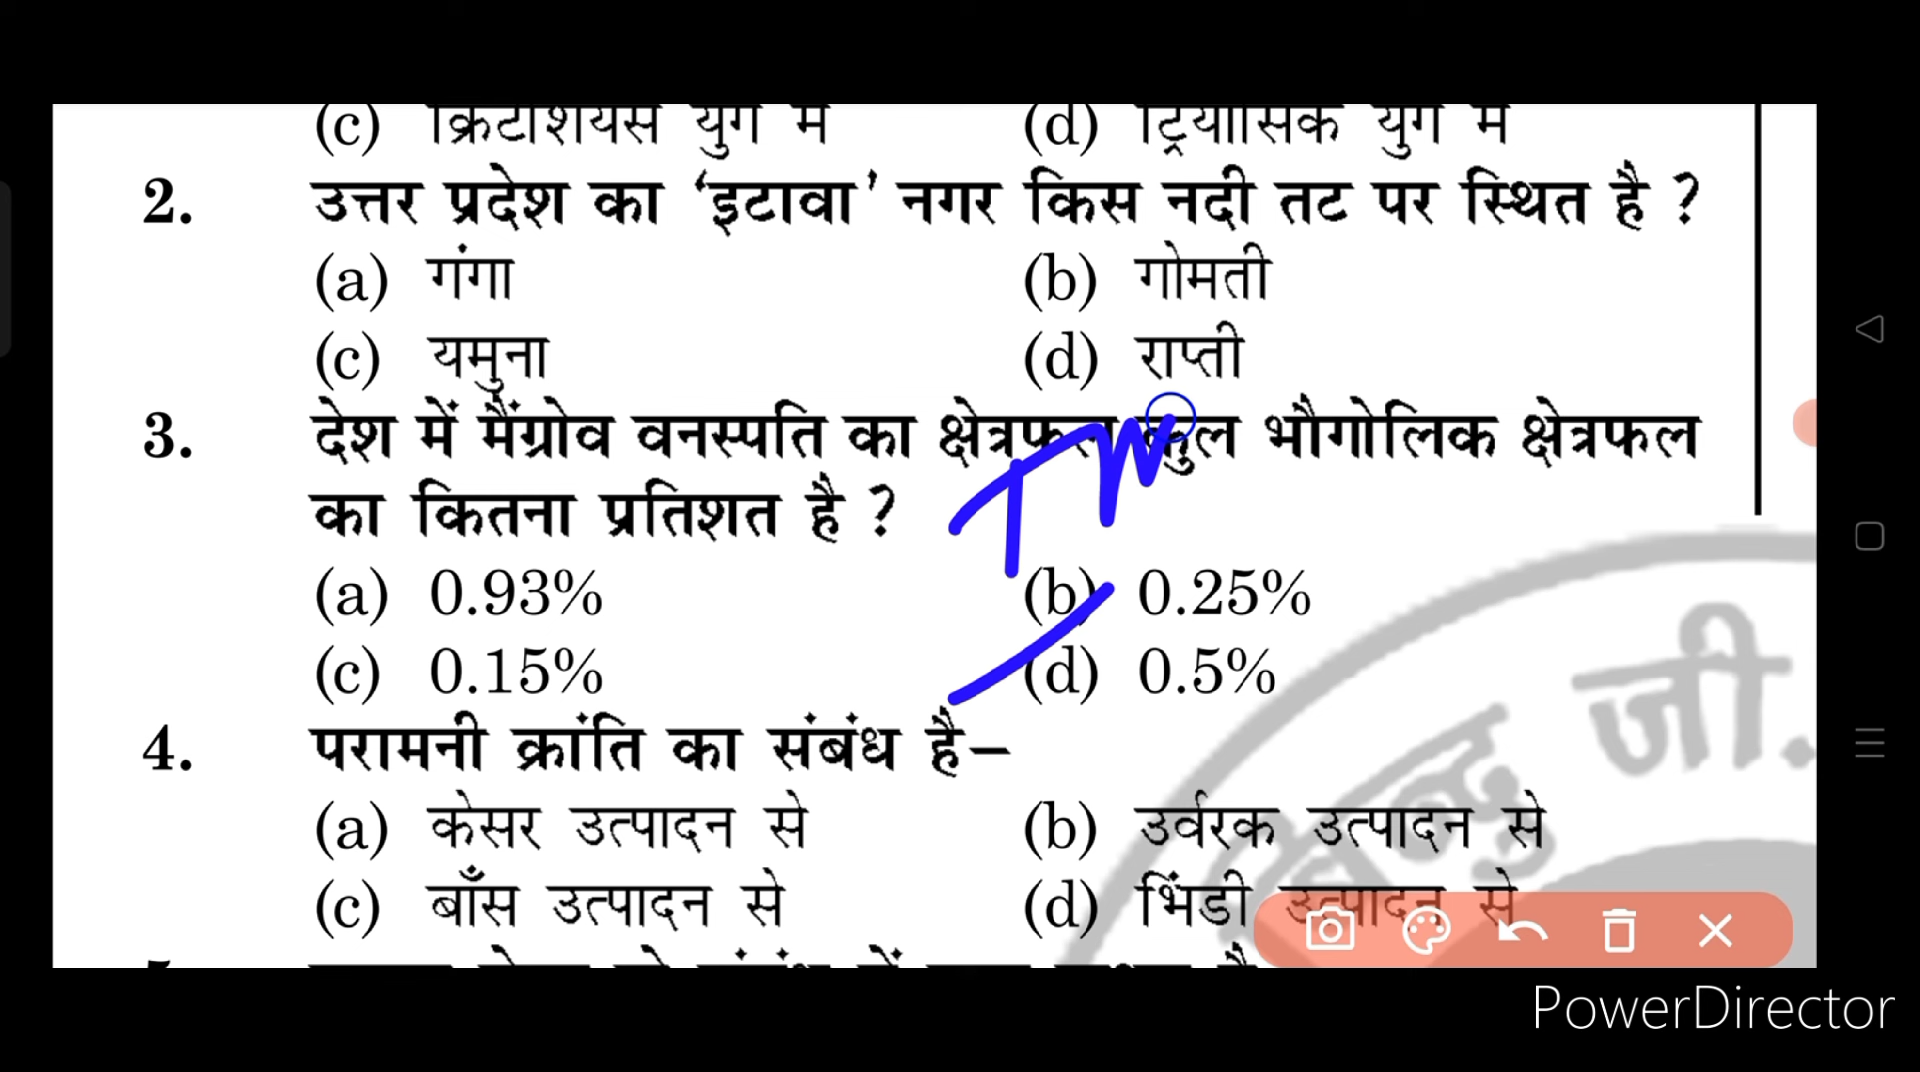 (c) क्रिटेशियस युग में (d) ट्रियासिक युग में
2. उत्तर प्रदेश का ‘इटावा’ नगर किस नदी तट पर स्थित है ?
(a) गंगा (b) गोमती
(c) यमुना (d) राप्ती
3. देश में मैंग्रोव वनस्पति का क्षेत्रफल कुल भौगोलिक क्षेत्रफल
का कितना प्रतिशत है ?
(a) 0.93% (b) 0.25%
(c) 0.15% (d) 0.5%
4. परामनी क्रांति का संबंध है–
(a) केसर उत्पादन से (b) उर्वरक उत्पादन से
(c) बाँस उत्पादन से (d) भिंडी उत्पादन से
जी.
PowerDirector